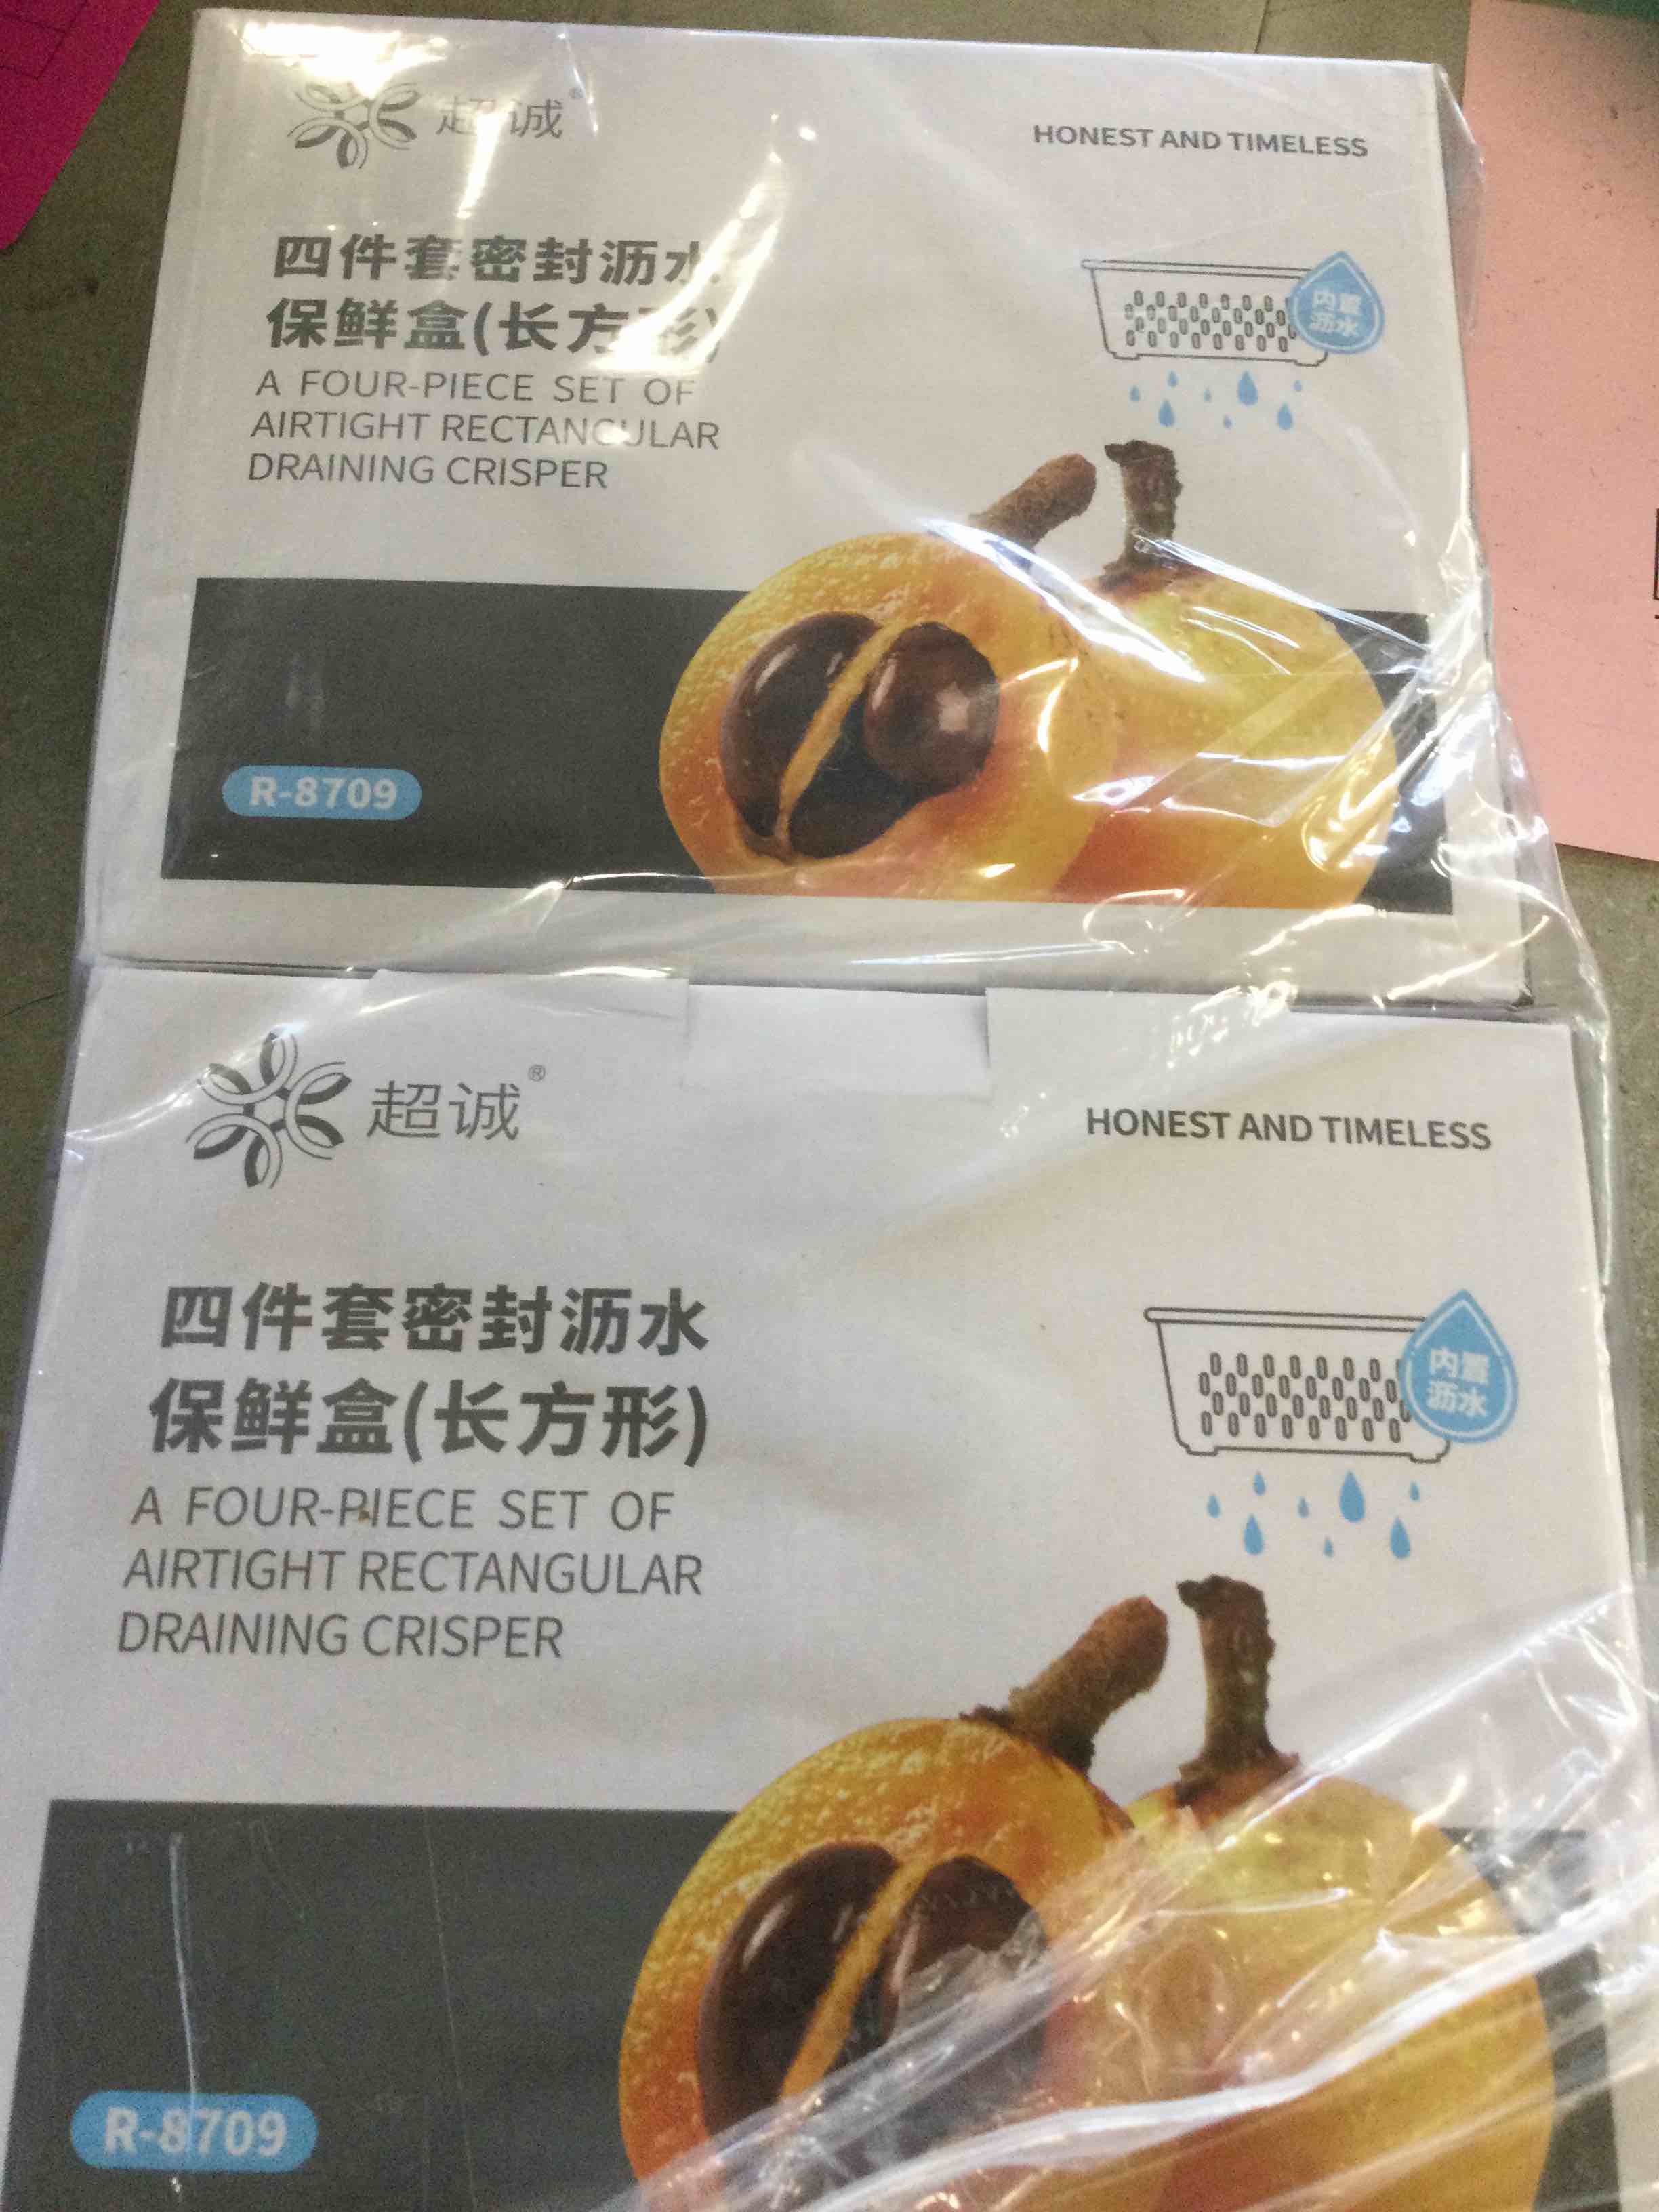 超诚®
HONEST AND TIMELESS
四件套密封沥水
保鲜盒(长方形)
A FOUR-PIECE SET OF
AIRTIGHT RECTANGULAR
DRAINING CRISPER
内置
沥水
R-8709
超诚®
HONEST AND TIMELESS
四件套密封沥水
保鲜盒(长方形)
A FOUR-PIECE SET OF
AIRTIGHT RECTANGULAR
DRAINING CRISPER
内置
沥水
R-8709